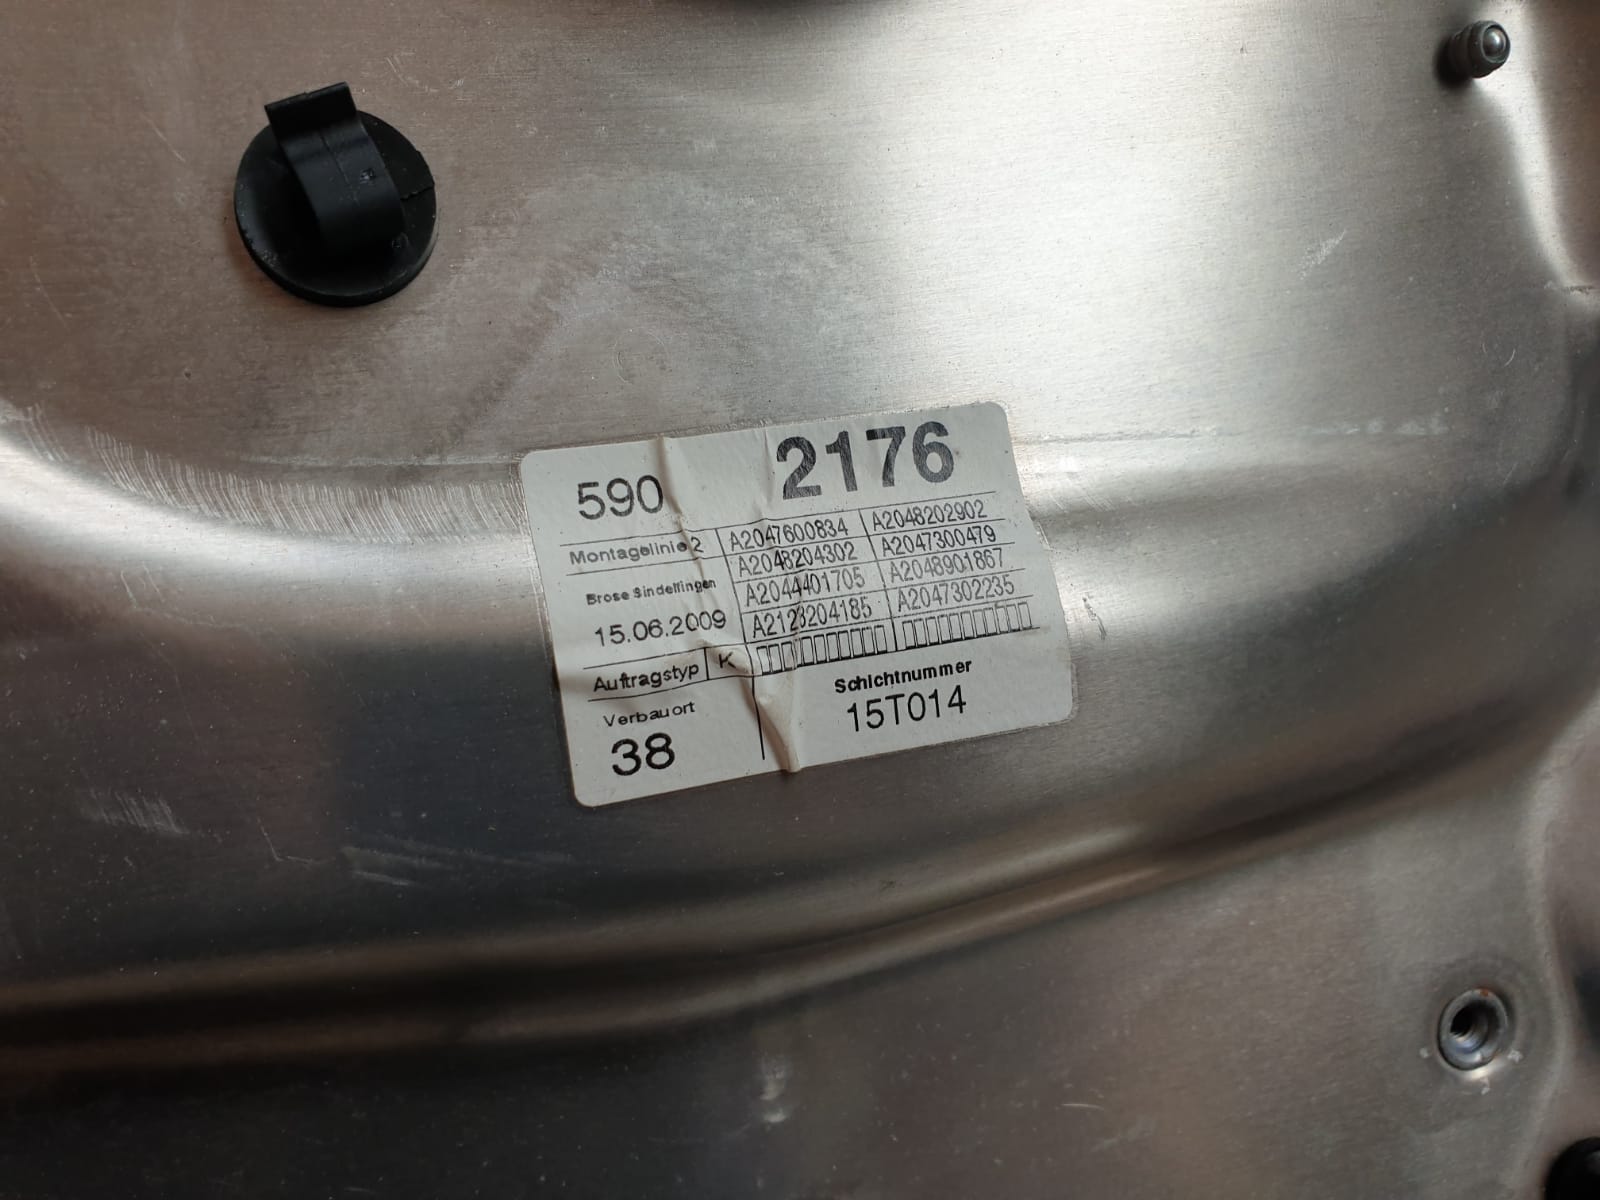 590 2176
Montagelinie 2
A2047600834 A2048202902
A2048204302 A2047300479
Brose Sindelfingen
A2044401705 A2048901867
15.06.2009
A2128204185 A2047302235
Auftragstyp K
Verbauort
Schichtnummer
38
15T014